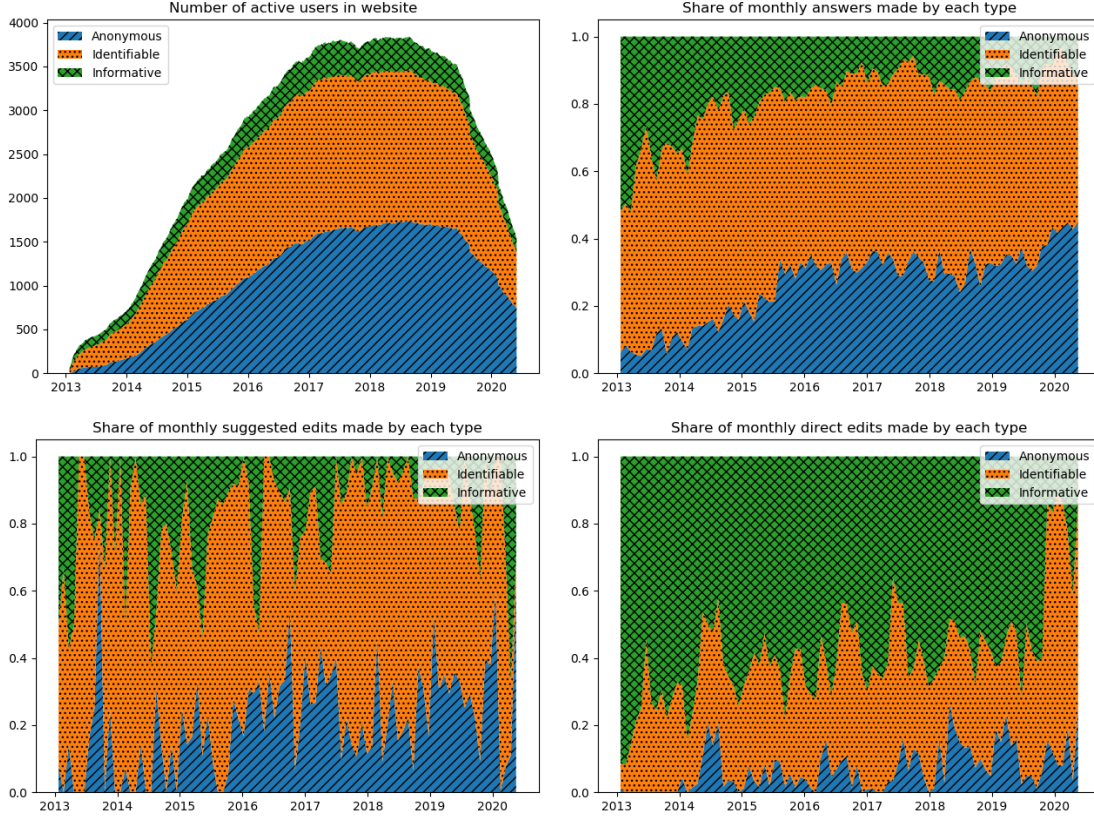 Number of active users in website
4000
3500
3000
2500
2000
1500
1000
500
0
Anonymous
Identifiable
Informative
2013 2014 2015 2016 2017 2018 2019 2020
Share of monthly answers made by each type
1.0
0.8
0.6
0.4
0.2
0.0
Anonymous
Identifiable
Informative
2013 2014 2015 2016 2017 2018 2019 2020
Share of monthly suggested edits made by each type
1.0
0.8
0.6
0.4
0.2
0.0
Anonymous
Identifiable
Informative
2013 2014 2015 2016 2017 2018 2019 2020
Share of monthly direct edits made by each type
1.0
0.8
0.6
0.4
0.2
0.0
Anonymous
Identifiable
Informative
2013 2014 2015 2016 2017 2018 2019 2020